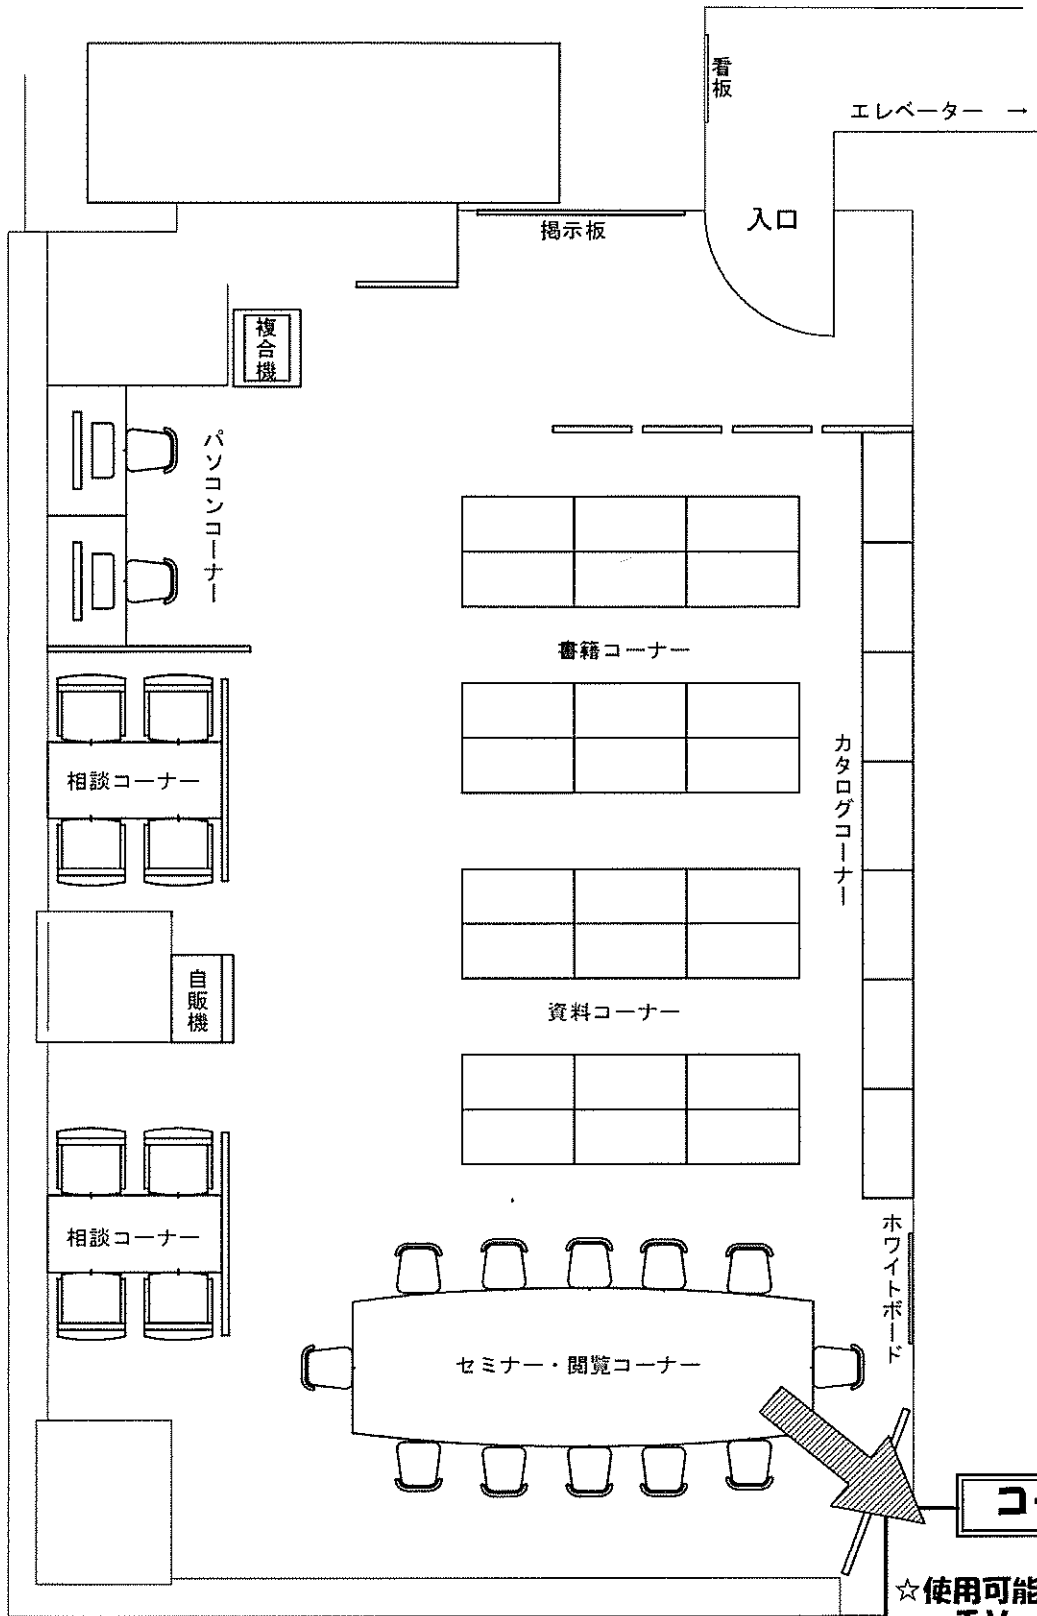 看板
エレベーター →
入口
掲示板
複合機
パソコンコーナー
書籍コーナー
相談コーナー
カタログコーナー
自販機
資料コーナー
相談コーナー
ホワイトボード
セミナー・閲覧コーナー
☆使用可能